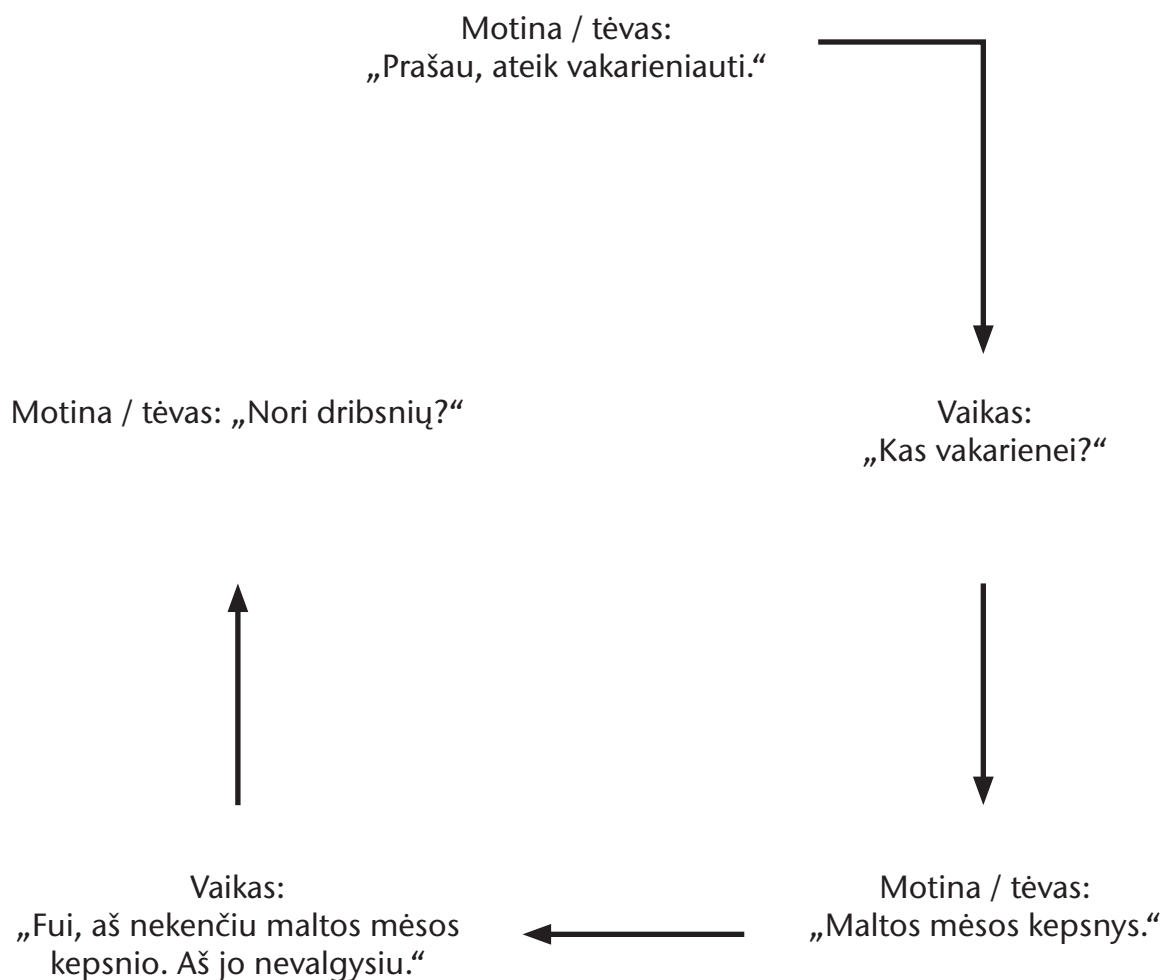 Motina / tėvas:
„Prašau, ateik vakarieniauti.“
Vaikas:
„Kas vakarienei?“
Motina / tėvas:
„Maltos mėsos kepsnys.“
Vaikas:
„Fui, aš nekenčiu maltos mėsos
kepsnio. Aš jo nevalgysiu.“
Motina / tėvas: „Nori dribsnių?“